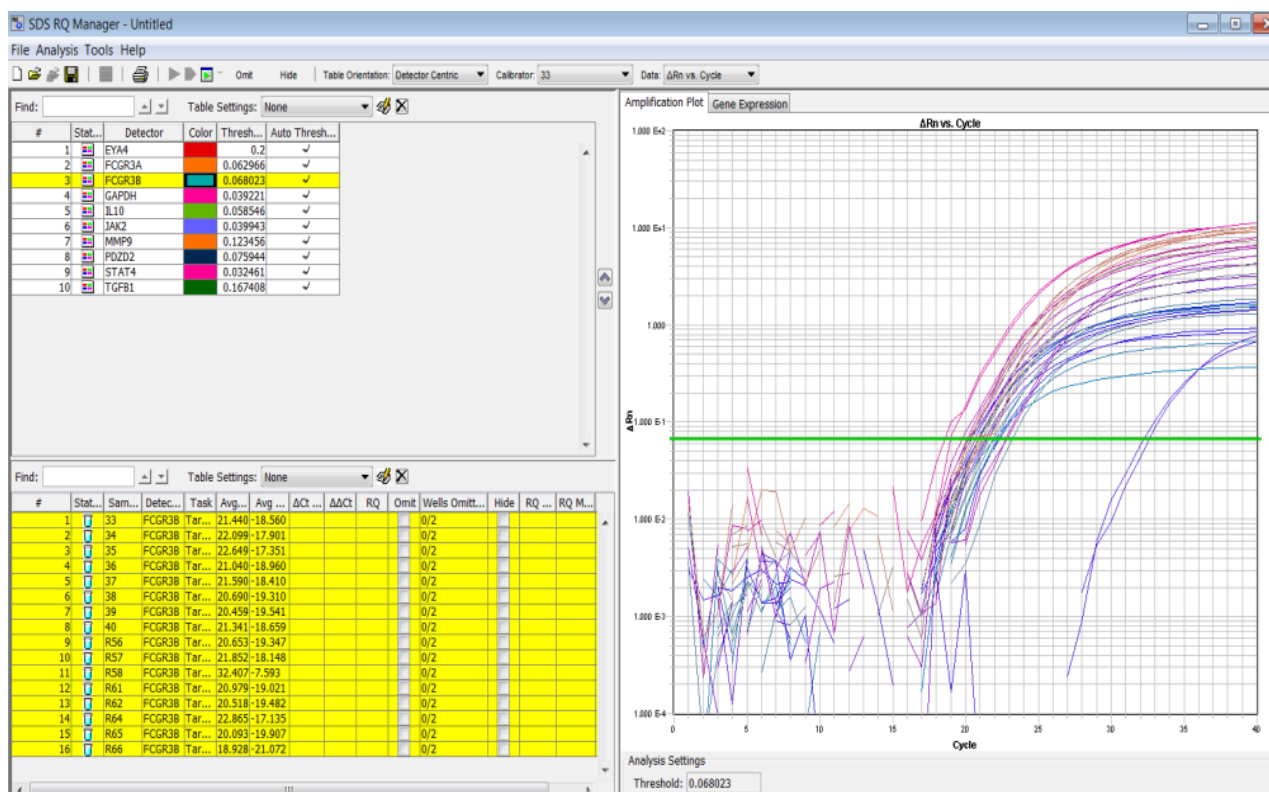 SDS RQ Manager - Untitled
File Analysis Tools Help
Omit Hide Table Orientation: Detector Centric Calibrator: 33 Data: ΔRn vs. Cycle
Find: Table Settings: None
# Stat... Detector Color Thresh... Auto Thresh...
1 EYA4 0.2
2 FCGR3A 0.062966
3 FCGR3B 0.068023
4 GAPDH 0.039221
5 IL10 0.058546
6 JAK2 0.039943
7 MMP9 0.123456
8 PDZD2 0.075944
9 STAT4 0.032461
10 TGFB1 0.167408
Find: Table Settings: None
# Stat... Sam... Detec... Task Avg... Avg ... ΔCt ... ΔΔCt RQ Omit Wells Omitt... Hide RQ ... RQ M...
1 33 FCGR3B Tar... 21.440 -18.560 0/2
2 34 FCGR3B Tar... 22.099 -17.901 0/2
3 35 FCGR3B Tar... 22.649 -17.351 0/2
4 36 FCGR3B Tar... 21.040 -18.960 0/2
5 37 FCGR3B Tar... 21.590 -18.410 0/2
6 38 FCGR3B Tar... 20.690 -19.310 0/2
7 39 FCGR3B Tar... 20.459 -19.541 0/2
8 40 FCGR3B Tar... 21.341 -18.659 0/2
9 R56 FCGR3B Tar... 20.653 -19.347 0/2
10 R57 FCGR3B Tar... 21.852 -18.148 0/2
11 R58 FCGR3B Tar... 32.407 -7.593 0/2
12 R61 FCGR3B Tar... 20.979 -19.021 0/2
13 R62 FCGR3B Tar... 20.518 -19.482 0/2
14 R64 FCGR3B Tar... 22.865 -17.135 0/2
15 R65 FCGR3B Tar... 20.093 -19.907 0/2
16 R66 FCGR3B Tar... 18.928 -21.072 0/2
Amplification Plot Gene Expression
ΔRn vs. Cycle
1.000 E+2
1.000 E+1
1.000
1.000 E-1
ΔRn
1.000 E-2
1.000 E-3
1.000 E-4
0 5 10 15 20 25 30 35 40
Cycle
Analysis Settings
Threshold: 0.068023